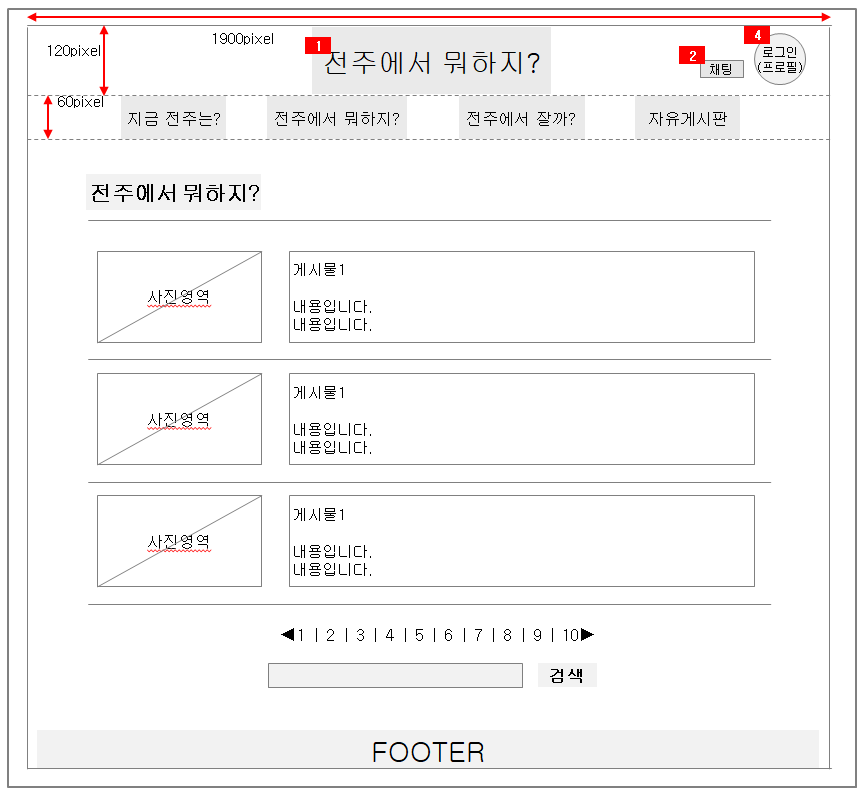 1900pixel
120pixel
1
전주에서 뭐하지?
2
채팅
4
로그인
(프로필)
60pixel
지금 전주는?
전주에서 뭐하지?
전주에서 잘까?
자유게시판
전주에서 뭐하지?
사진영역
게시물1
내용입니다.
내용입니다.
사진영역
게시물1
내용입니다.
내용입니다.
사진영역
게시물1
내용입니다.
내용입니다.
◀1 | 2 | 3 | 4 | 5 | 6 | 7 | 8 | 9 | 10▶
검색
FOOTER